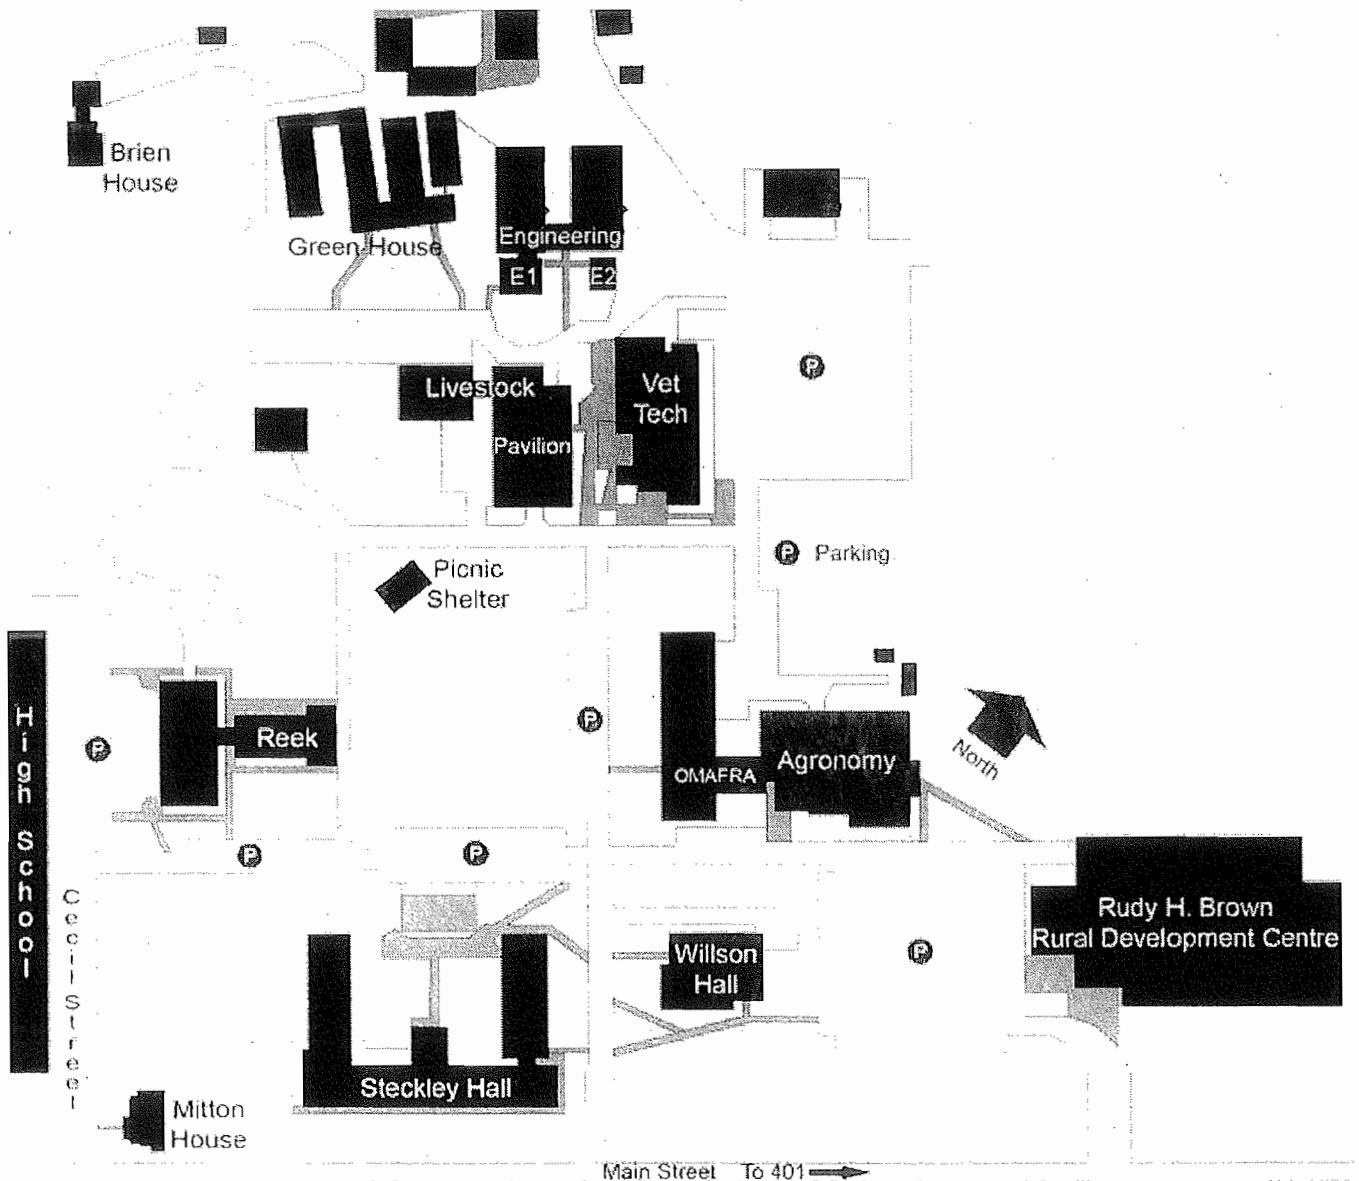 Brien
House
Green House
Engineering
E1
E2
Livestock
Pavilion
Vet
Tech
P
P Parking
Picnic
Shelter
High School
P
Reek
P
OMAFRA
Agronomy
North
P
P
Cecil Street
Rudy H. Brown
Rural Development Centre
Willson
Hall
P
Steckley Hall
Mitton
House
Main Street To 401